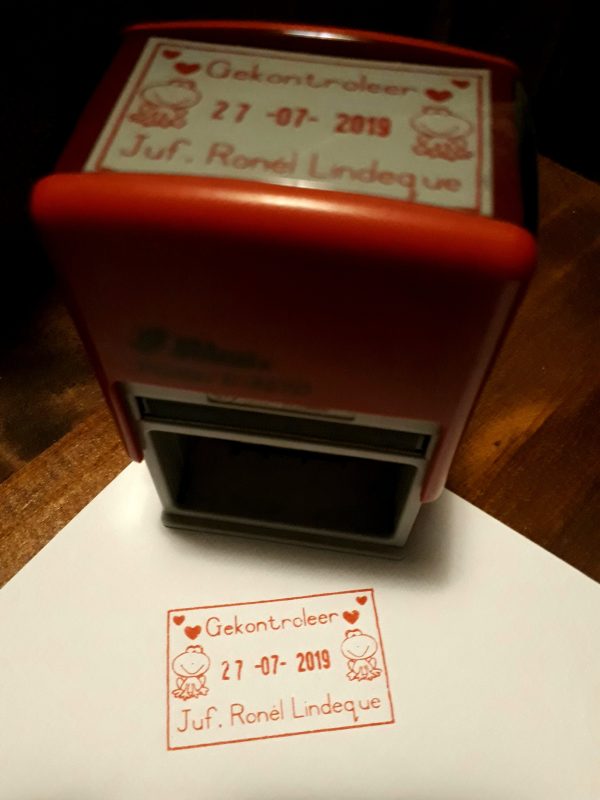 Gekontroleer
27 -07- 2019
Juf. Ronél Lindeque
Gekontroleer
27 -07- 2019
Juf. Ronél Lindeque